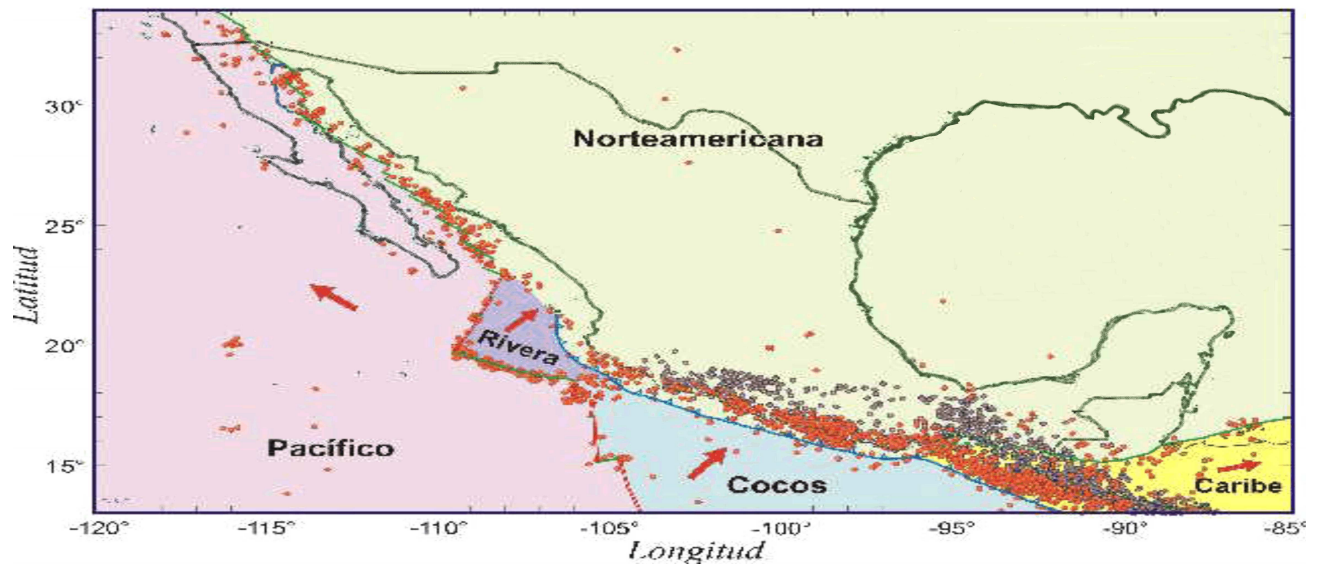 Norteamericana
Rivera
Pacífico
Cocos
Caribe
Latitud
30°
25°
20°
15°
-120°
-115°
-110°
-105°
-100°
-95°
-90°
-85°
Longitud